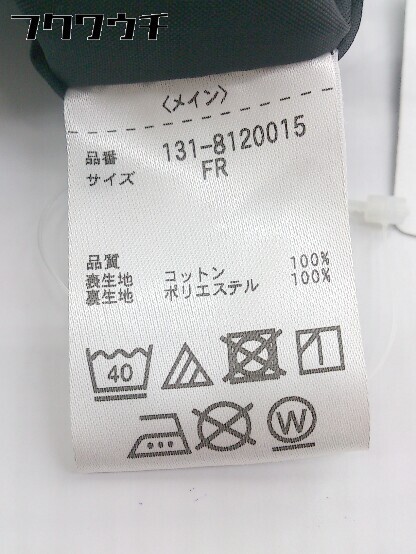 フクウウチ
〈メイン〉
品番 131-8120015
サイズ FR
品質
表生地 コットン 100%
裏生地 ポリエステル 100%
40
W